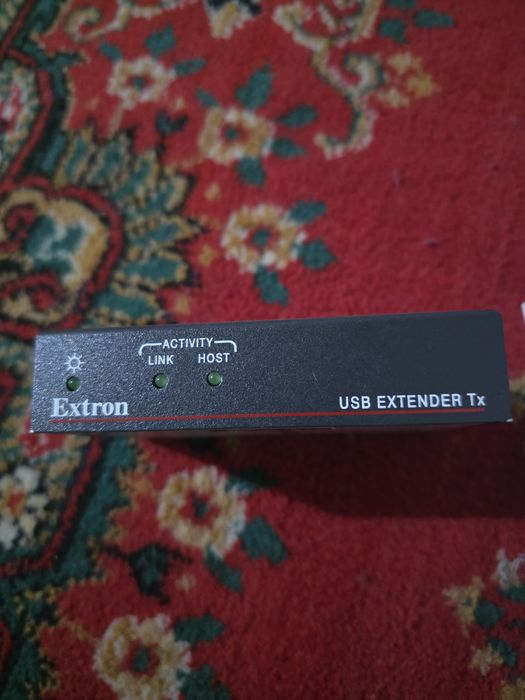 ACTIVITY
LINK HOST
Extron
USB EXTENDER Tx